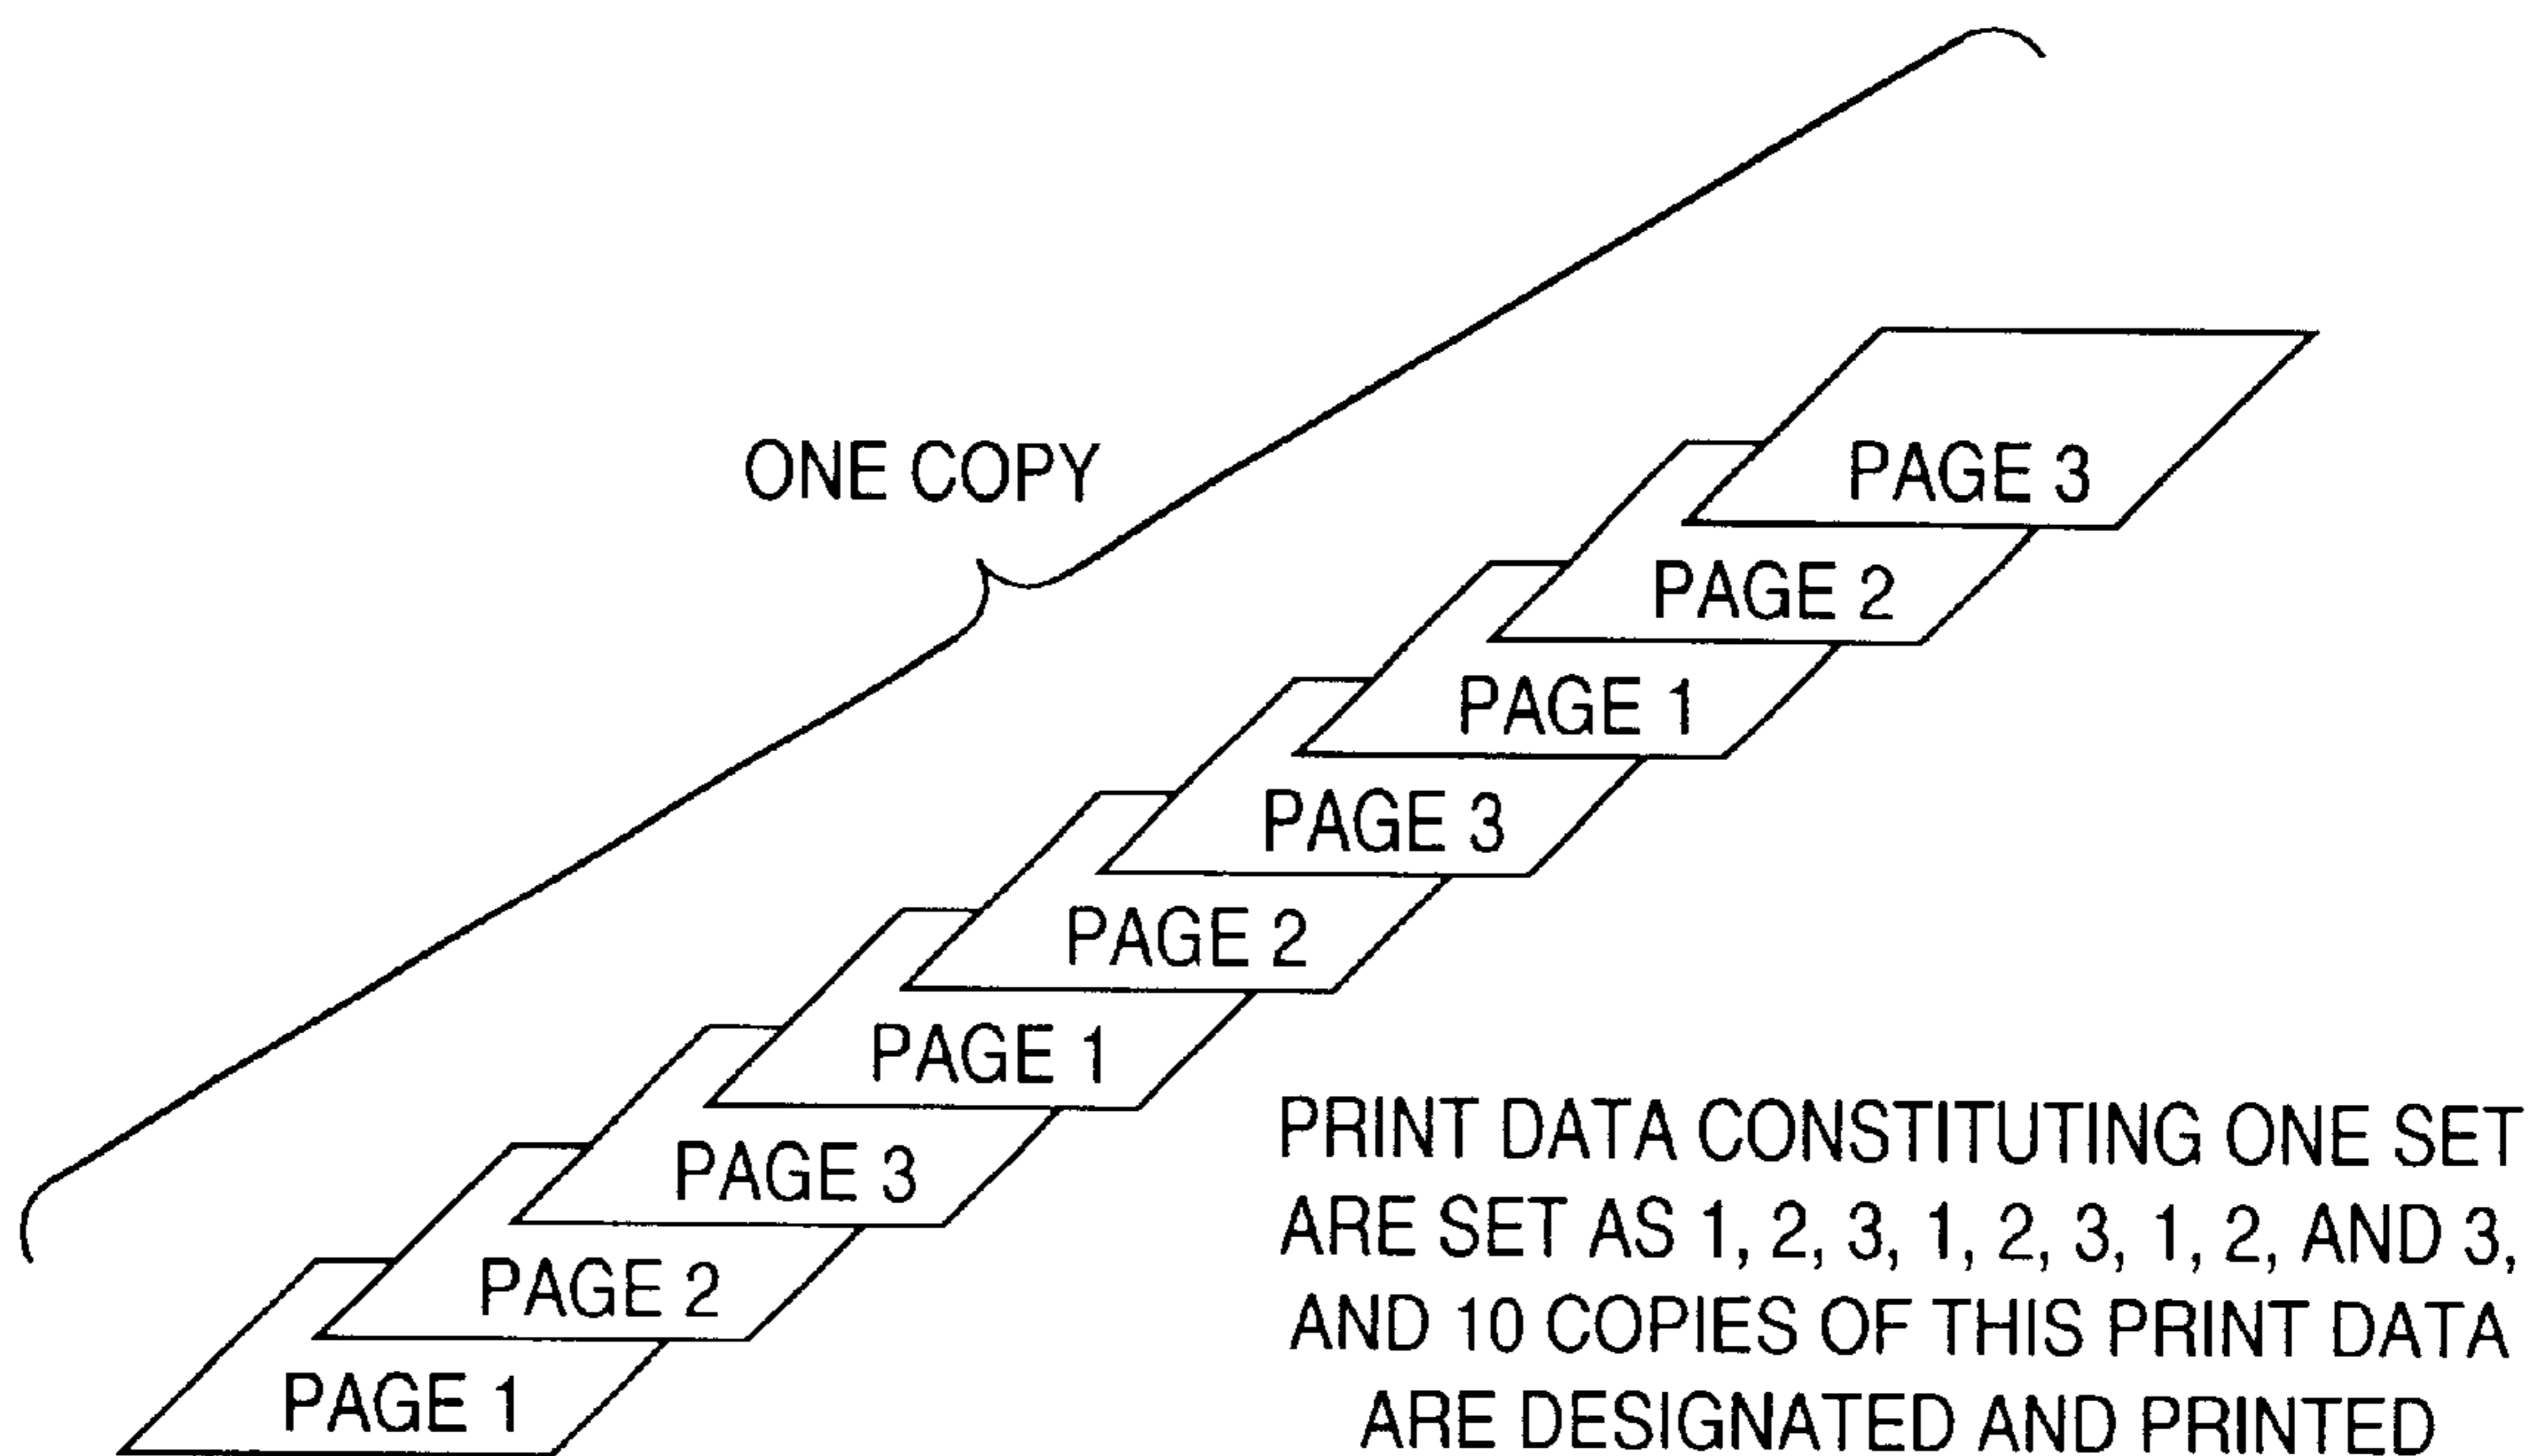 ONE COPY
PAGE 3
PAGE 2
PAGE 1
PAGE 3
PAGE 2
PAGE 1
PAGE 3
PAGE 2
PAGE 1
PRINT DATA CONSTITUTING ONE SET
ARE SET AS 1, 2, 3, 1, 2, 3, 1, 2, AND 3,
AND 10 COPIES OF THIS PRINT DATA
ARE DESIGNATED AND PRINTED